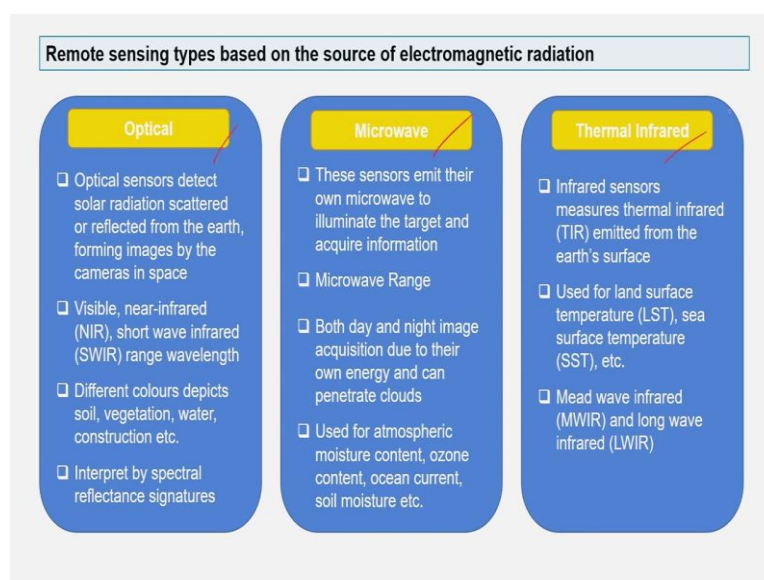 Remote sensing types based on the source of electromagnetic radiation
Optical
❑ Optical sensors detect
solar radiation scattered
or reflected from the earth,
forming images by the
cameras in space
❑ Visible, near-infrared
(NIR), short wave infrared
(SWIR) range wavelength
❑ Different colours depicts
soil, vegetation, water,
construction etc.
❑ Interpret by spectral
reflectance signatures
Microwave
❑ These sensors emit their
own microwave to
illuminate the target and
acquire information
❑ Microwave Range
❑ Both day and night image
acquisition due to their
own energy and can
penetrate clouds
❑ Used for atmospheric
moisture content, ozone
content, ocean current,
soil moisture etc.
Thermal Infrared
❑ Infrared sensors
measures thermal infrared
(TIR) emitted from the
earth's surface
❑ Used for land surface
temperature (LST), sea
surface temperature
(SST), etc.
❑ Mead wave infrared
(MWIR) and long wave
infrared (LWIR)